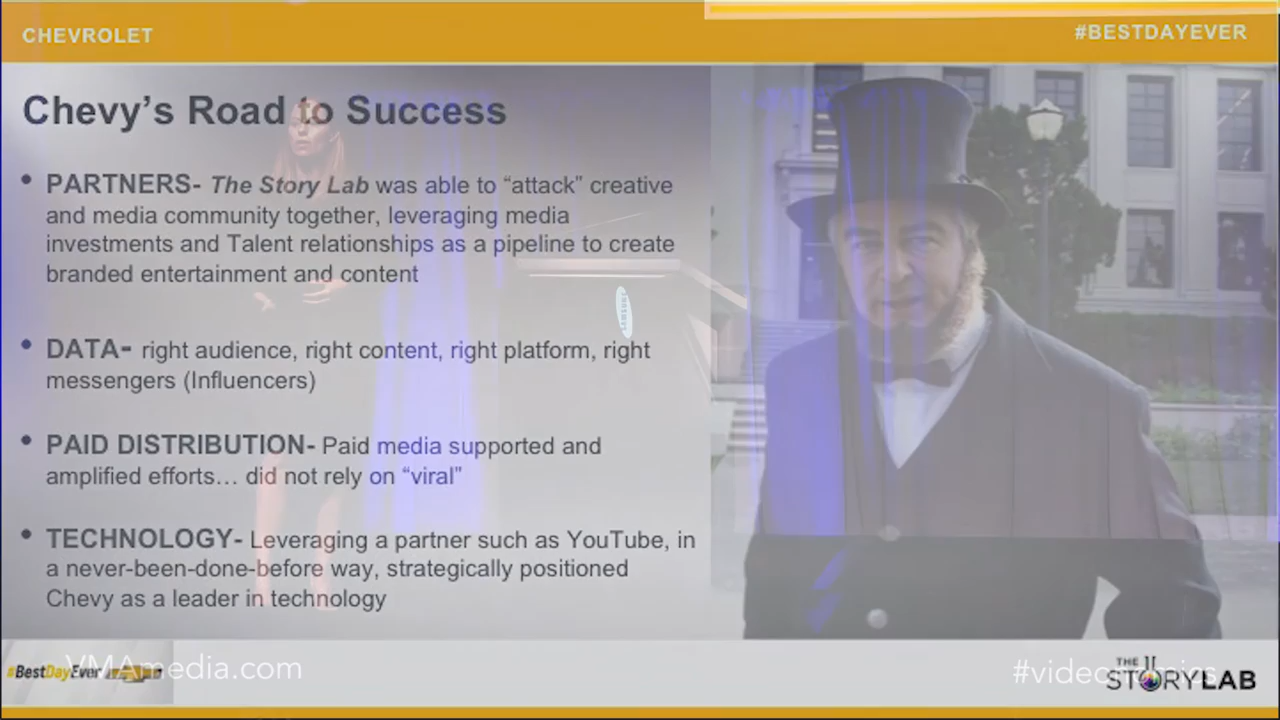 CHEVROLET
#BESTDAYEVER
Chevy's Road to Success
• PARTNERS- The Story Lab was able to “attack” creative
and media community together, leveraging media
investments and Talent relationships as a pipeline to create
branded entertainment and content
SAMSUNG
• DATA- right audience, right content, right platform, right
messengers (Influencers)
• PAID DISTRIBUTION- Paid media supported and
amplified efforts… did not rely on “viral”
• TECHNOLOGY- Leveraging a partner such as YouTube, in
a never-been-done-before way, strategically positioned
Chevy as a leader in technology
#BestDayEver
VMAmedia.com
#videonomics
THE
STORYLAB